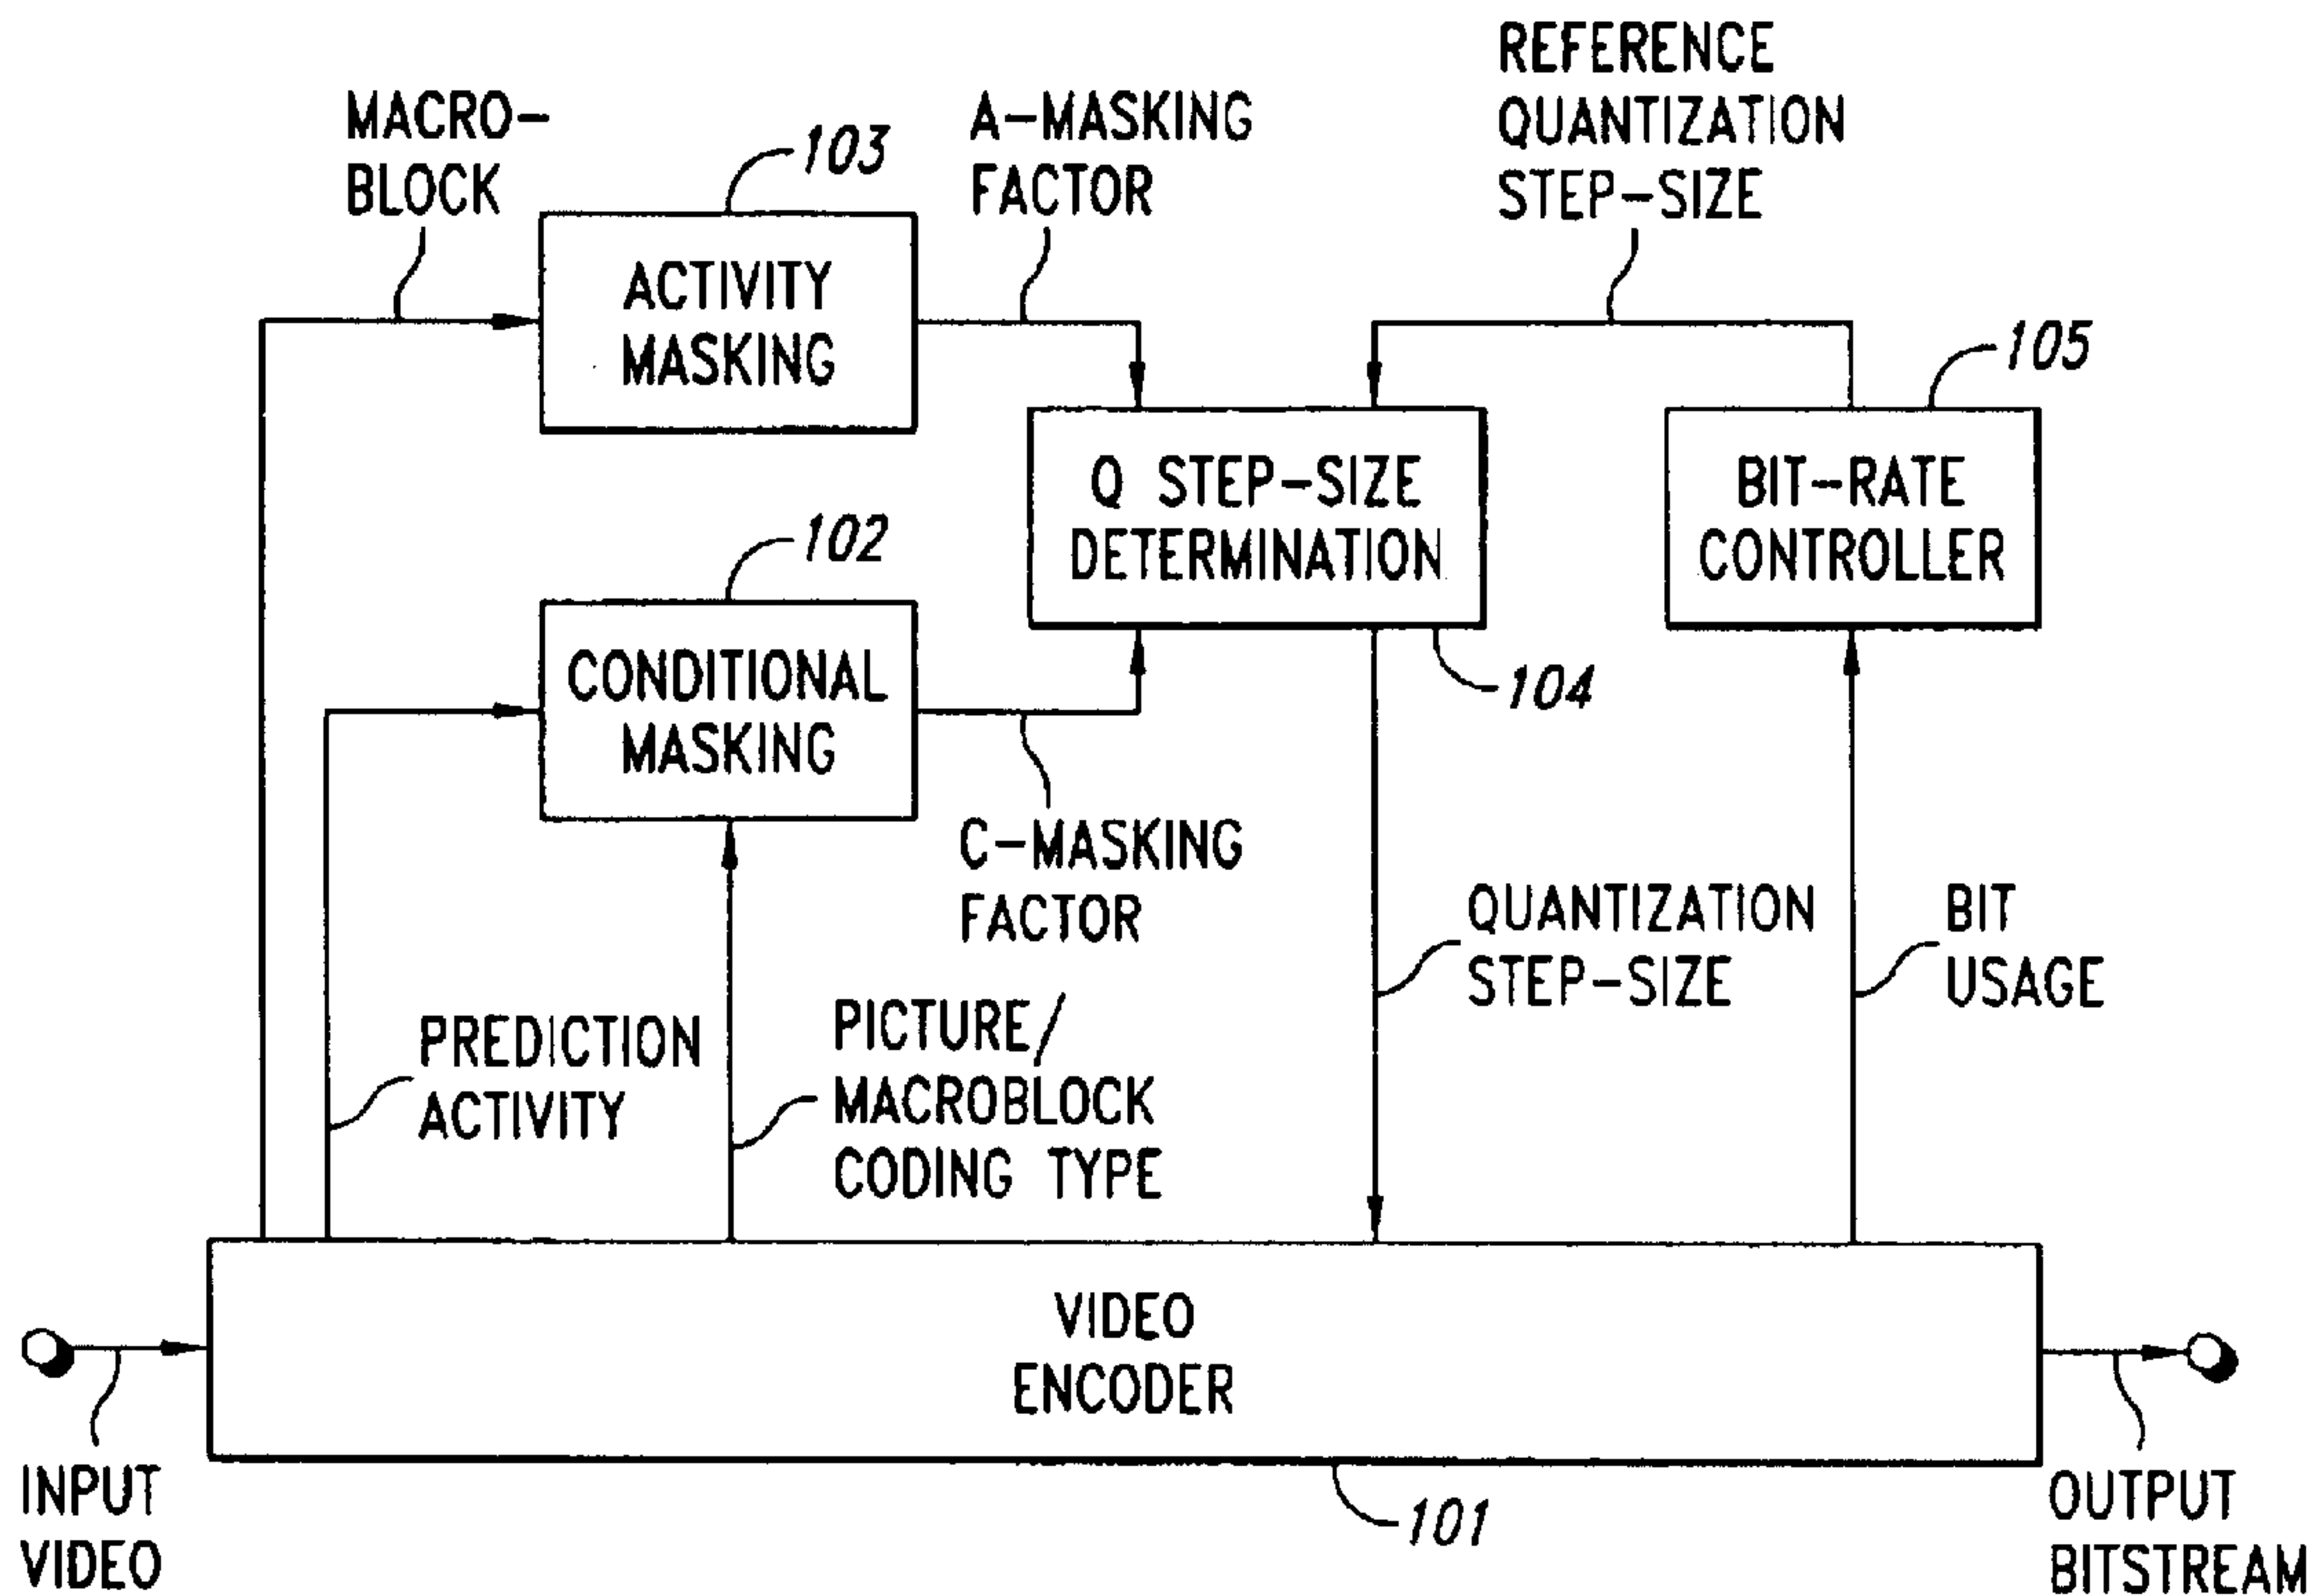 REFERENCE
QUANTIZATION
STEP-SIZE
MACRO-
BLOCK
103
A-MASKING
FACTOR
ACTIVITY
MASKING
105
Q STEP-SIZE
DETERMINATION
BIT-RATE
CONTROLLER
102
CONDITIONAL
MASKING
104
C-MASKING
FACTOR
QUANTIZATION
STEP-SIZE
BIT
USAGE
PREDICTION
ACTIVITY
PICTURE/
MACROBLOCK
CODING TYPE
VIDEO
ENCODER
INPUT
VIDEO
101
OUTPUT
BITSTREAM